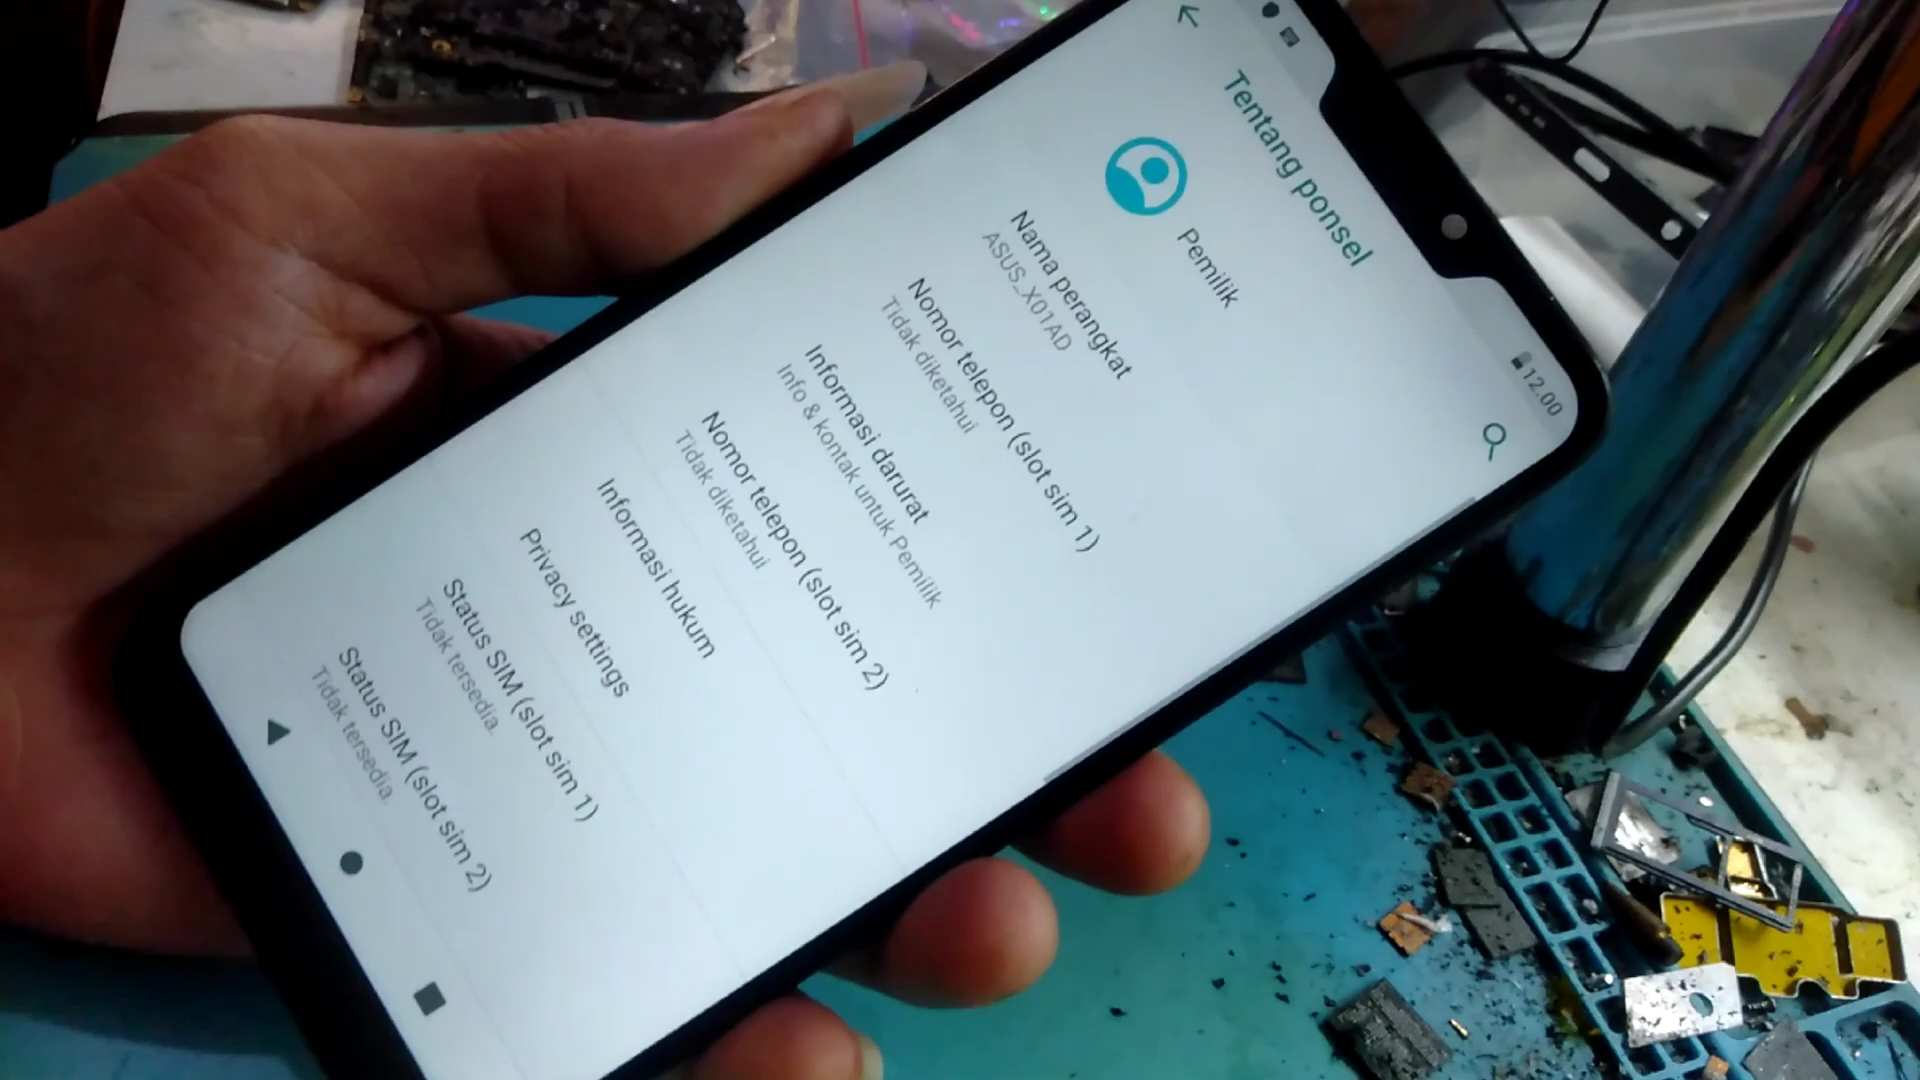 12.00
Tentang ponsel
Pemilik
Nama perangkat
ASUS_X01AD
Nomor telepon (slot sim 1)
Tidak diketahui
Informasi darurat
Info & kontak untuk Pemilik
Nomor telepon (slot sim 2)
Tidak diketahui
Informasi hukum
Privacy settings
Status SIM (slot sim 1)
Tidak tersedia.
Status SIM (slot sim 2)
Tidak tersedia.